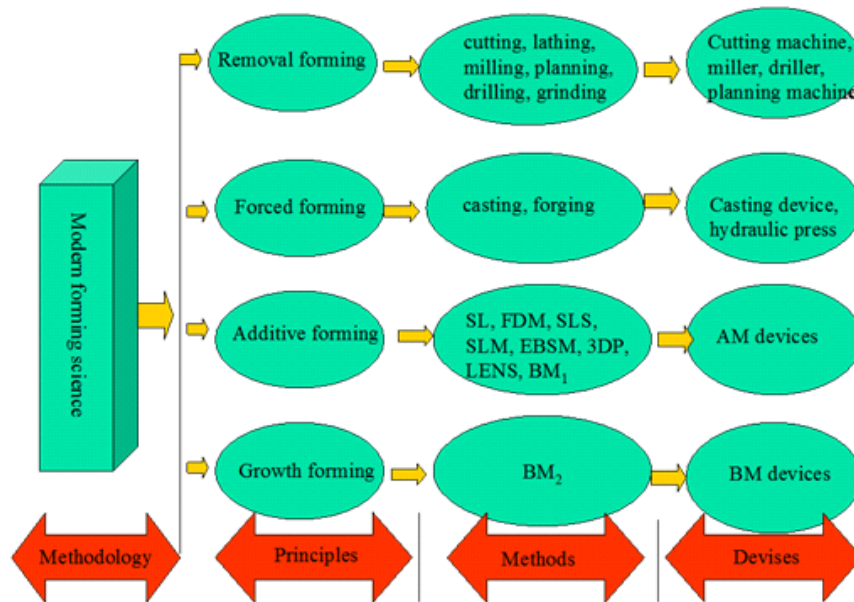 Modern forming science
Removal forming
cutting, lathing,
milling, planning,
drilling, grinding
Cutting machine,
miller, driller,
planning machine
Forced forming
casting, forging
Casting device,
hydraulic press
Additive forming
SL, FDM, SLS,
SLM, EBSM, 3DP,
LENS, BM₁
AM devices
Growth forming
BM₂
BM devices
Methodology
Principles
Methods
Devises